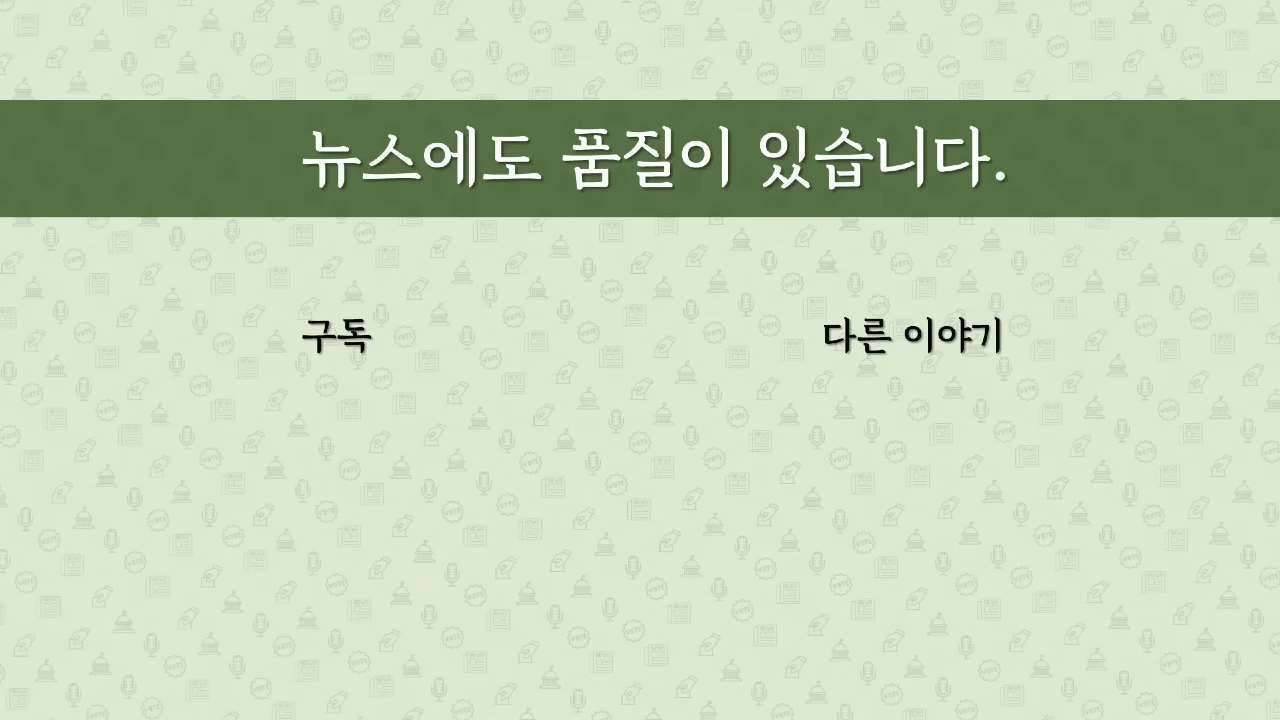 뉴스에도 품질이 있습니다.
구독
다른 이야기